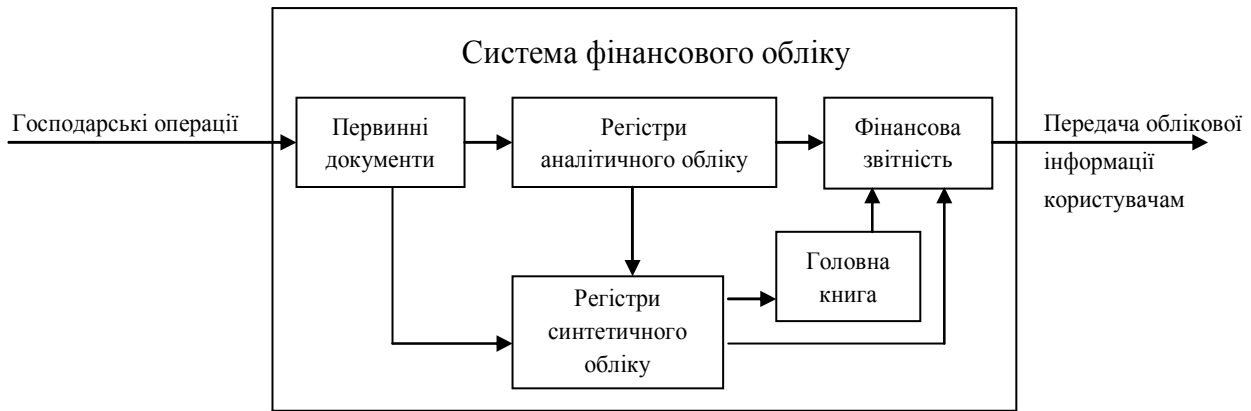 Система фінансового обліку
Господарські операції
Первинні
документи
Регістри
аналітичного обліку
Фінансова
звітність
Передача облікової
інформації
користувачам
Головна
книга
Регістри
синтетичного
обліку